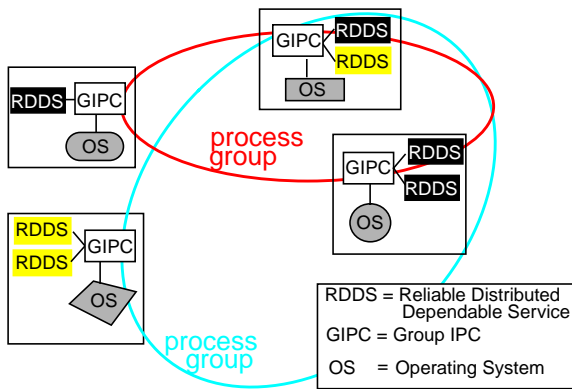 GIPC
RDDS
RDDS
OS
RDDS
GIPC
OS
process
group
GIPC
RDDS
RDDS
OS
RDDS
RDDS
GIPC
OS
process
group
RDDS = Reliable Distributed
Dependable Service
GIPC = Group IPC
OS = Operating System